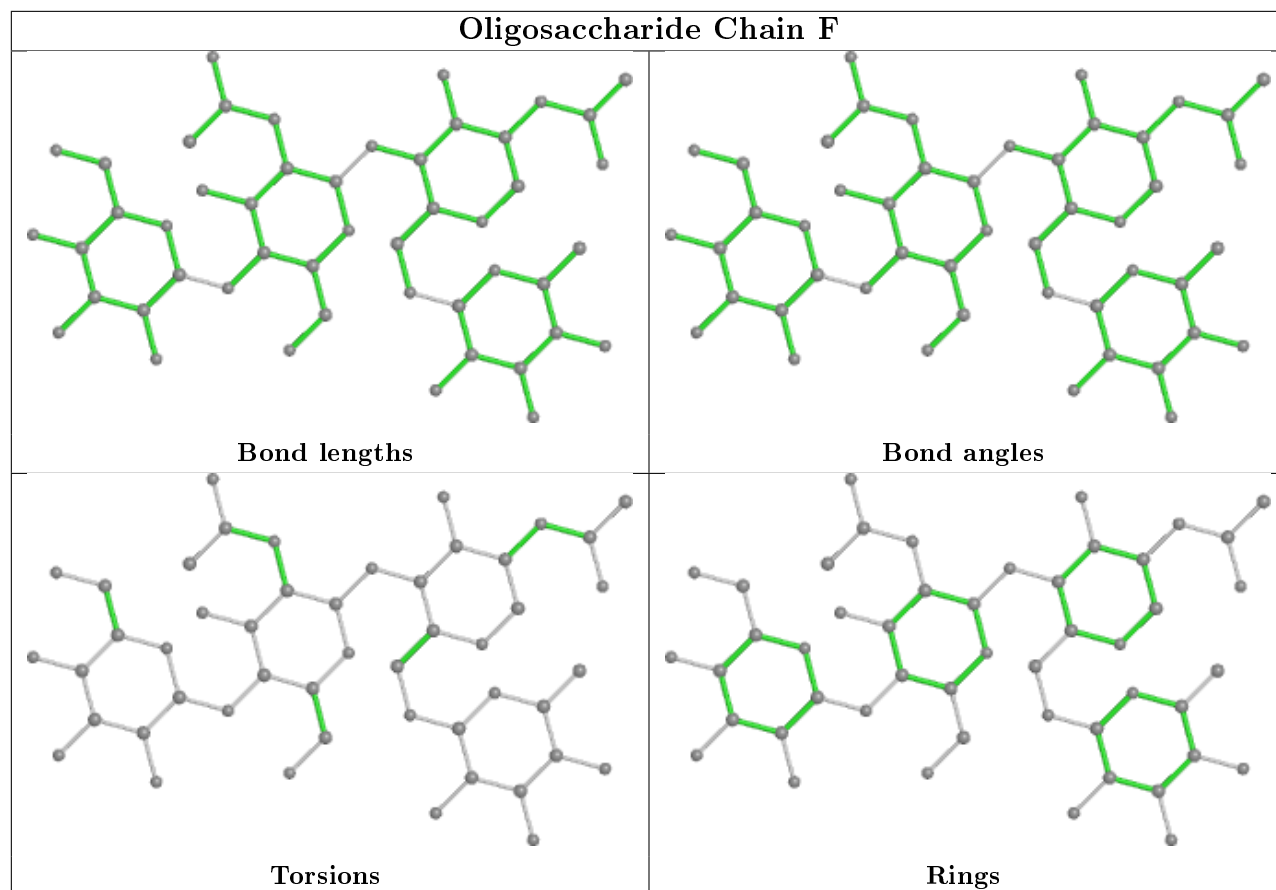 Oligosaccharide Chain F
Bond lengths
Bond angles
Torsions
Rings